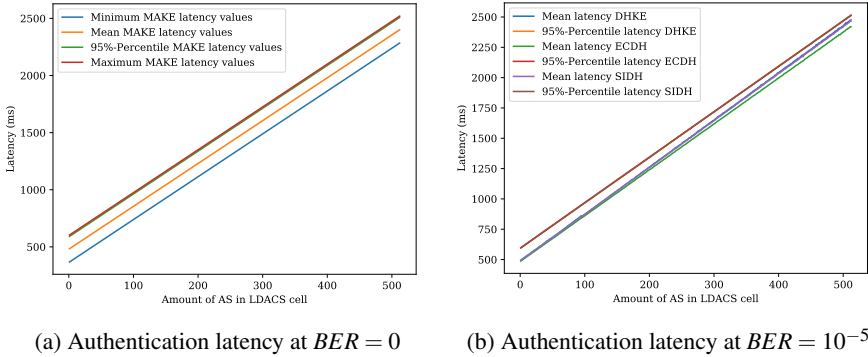 Minimum MAKE latency values
Mean MAKE latency values
95%-Percentile MAKE latency values
Maximum MAKE latency values
2500
2000
1500
1000
500
Latency (ms)
0
100
200
300
400
500
Amount of AS in LDACS cell
(a) Authentication latency at BER = 0
Mean latency DHKE
95%-Percentile latency DHKE
Mean latency ECDH
95%-Percentile latency ECDH
Mean latency SIDH
95%-Percentile latency SIDH
2500
2250
2000
1750
1500
1250
1000
750
500
Latency (ms)
0
100
200
300
400
500
Amount of AS in LDACS cell
(b) Authentication latency at BER = 10⁻⁵